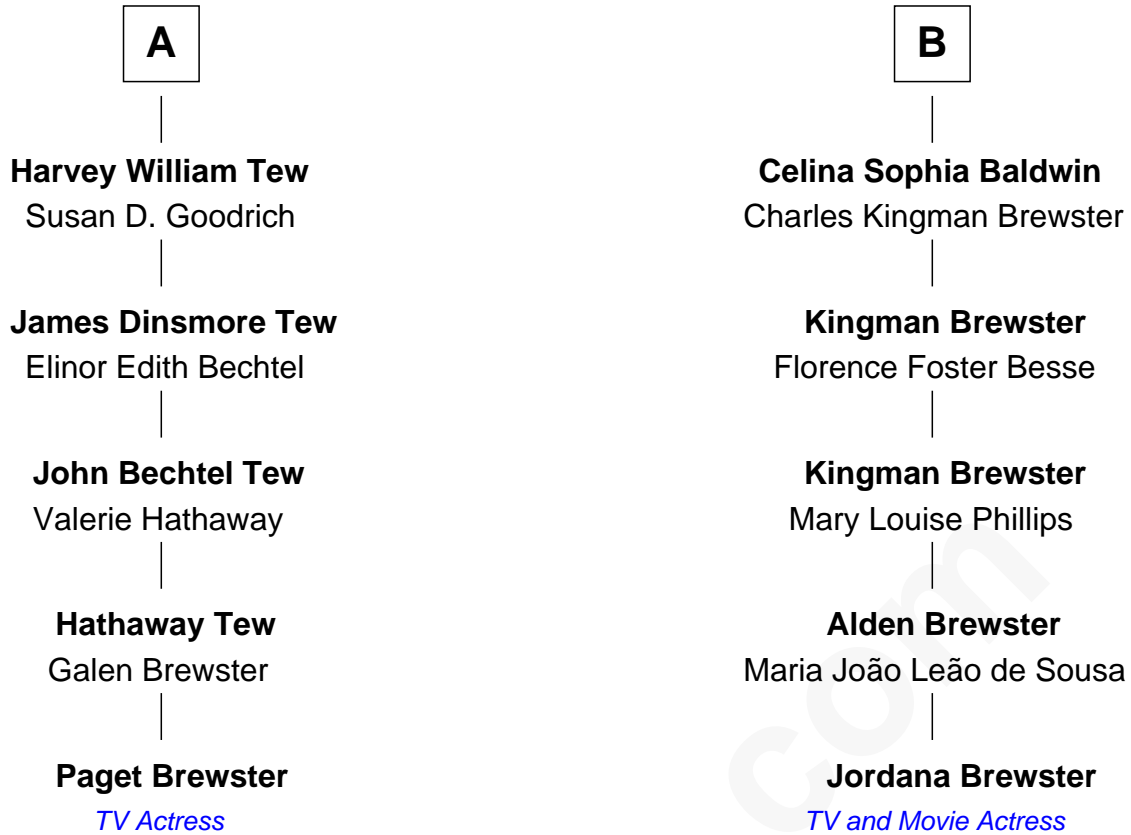 A
Harvey William Tew
Susan D. Goodrich
James Dinsmore Tew
Elinor Edith Bechtel
John Bechtel Tew
Valerie Hathaway
Hathaway Tew
Galen Brewster
Paget Brewster
TV Actress
B
Celina Sophia Baldwin
Charles Kingman Brewster
Kingman Brewster
Florence Foster Besse
Kingman Brewster
Mary Louise Phillips
Alden Brewster
Maria João Leão de Sousa
Jordana Brewster
TV and Movie Actress
com